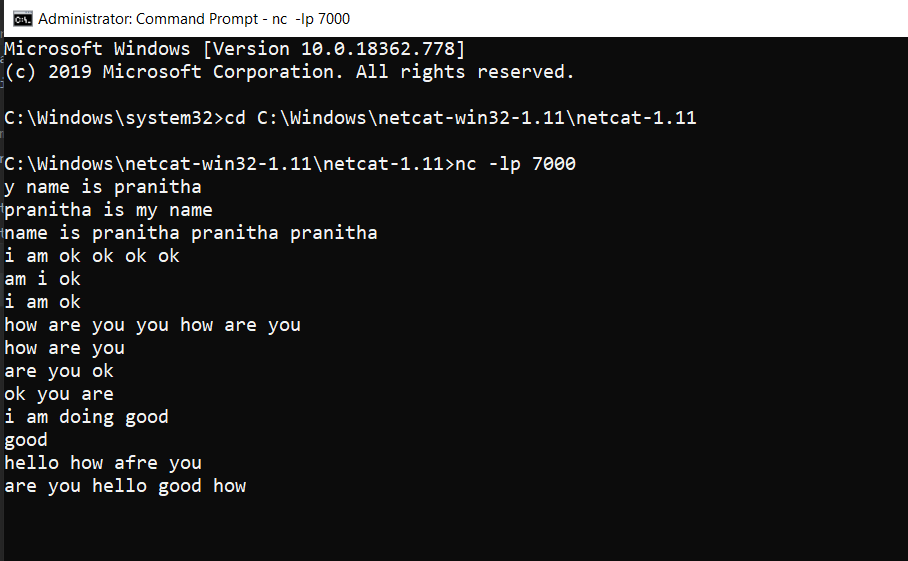 Administrator: Command Prompt - nc  -lp 7000
Microsoft Windows [Version 10.0.18362.778]
(c) 2019 Microsoft Corporation. All rights reserved.
C:\Windows\system32>cd C:\Windows\netcat-win32-1.11\netcat-1.11
C:\Windows\netcat-win32-1.11\netcat-1.11>nc -lp 7000
y name is pranitha
pranitha is my name
name is pranitha pranitha pranitha
i am ok ok ok ok
am i ok
i am ok
how are you you how are you
how are you
are you ok
ok you are
i am doing good
good
hello how afre you
are you hello good how